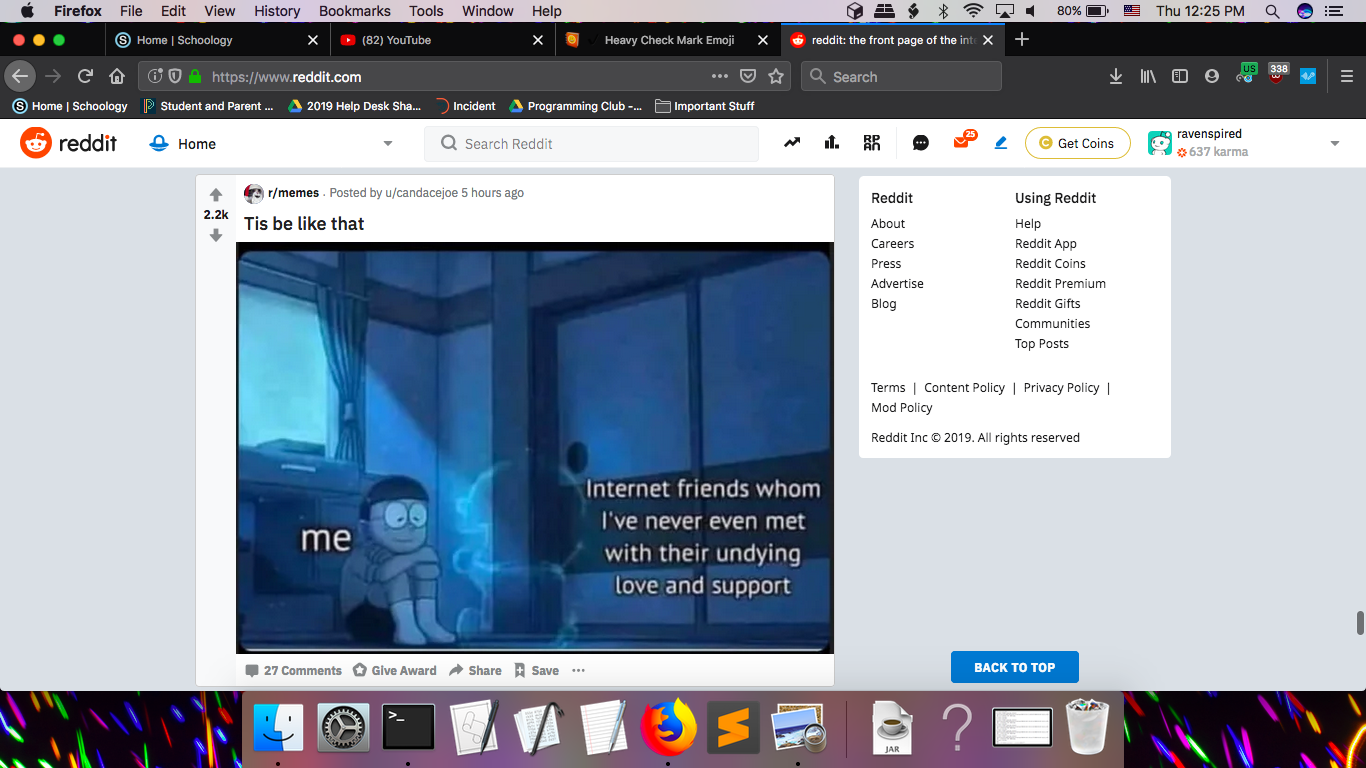 Firefox File Edit View History Bookmarks Tools Window Help 80% Thu 12:25 PM
Home | Schoology (82) YouTube Heavy Check Mark Emoji reddit: the front page of the inte
https://www.reddit.com Search US 338
Home | Schoology Student and Parent ... 2019 Help Desk Sha... Incident Programming Club -... Important Stuff
reddit Home Search Reddit 25 Get Coins ravenspired
637 karma
r/memes · Posted by u/candacejoe 5 hours ago
2.2k
Tis be like that
me
Internet friends whom
I've never even met
with their undying
love and support
27 Comments Give Award Share Save
Reddit
About
Careers
Press
Advertise
Blog
Using Reddit
Help
Reddit App
Reddit Coins
Reddit Premium
Reddit Gifts
Communities
Top Posts
Terms | Content Policy | Privacy Policy |
Mod Policy
Reddit Inc © 2019. All rights reserved
BACK TO TOP
>_
JAR